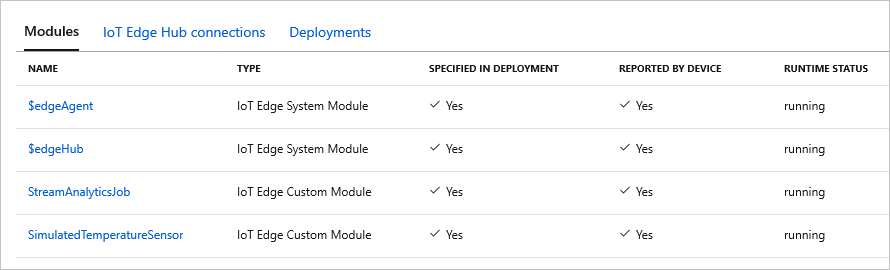 Modules IoT Edge Hub connections Deployments
NAME TYPE SPECIFIED IN DEPLOYMENT REPORTED BY DEVICE RUNTIME STATUS
$edgeAgent IoT Edge System Module Yes Yes running
$edgeHub IoT Edge System Module Yes Yes running
StreamAnalyticsJob IoT Edge Custom Module Yes Yes running
SimulatedTemperatureSensor IoT Edge Custom Module Yes Yes running